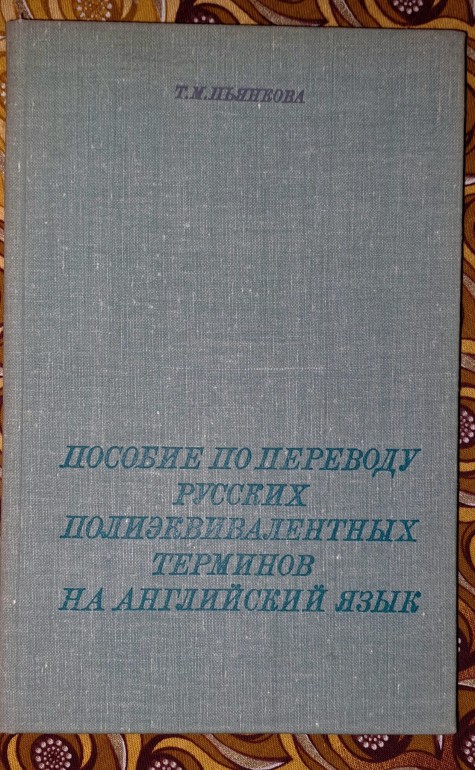 Т. М. ПЬЯНКОВА
ПОСОБИЕ ПО ПЕРЕВОДУ
РУССКИХ
ПОЛИЭКВИВАЛЕНТНЫХ
ТЕРМИНОВ
НА АНГЛИЙСКИЙ ЯЗЫК